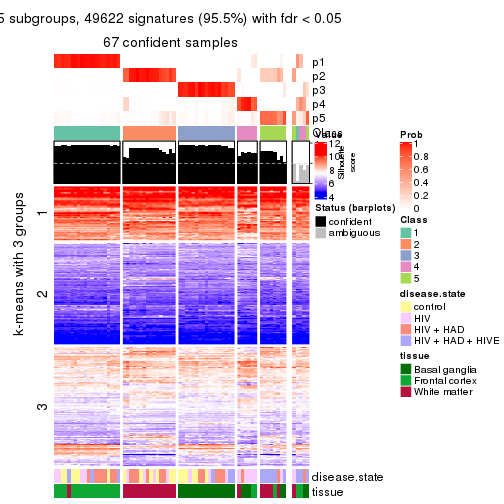 5 subgroups, 49622 signatures (95.5%) with fdr < 0.05
67 confident samples
p1
p2
p3
p4
p5
Class
Value
12
10
8
6
4
Silhouette
score
Status (barplots)
confident
ambiguous
Prob
1
0.8
0.6
0.4
0.2
0
Class
1
2
3
4
5
disease.state
control
HIV
HIV + HAD
HIV + HAD + HIVE
tissue
Basal ganglia
Frontal cortex
White matter
k-means with 3 groups
1
2
3
disease.state
tissue